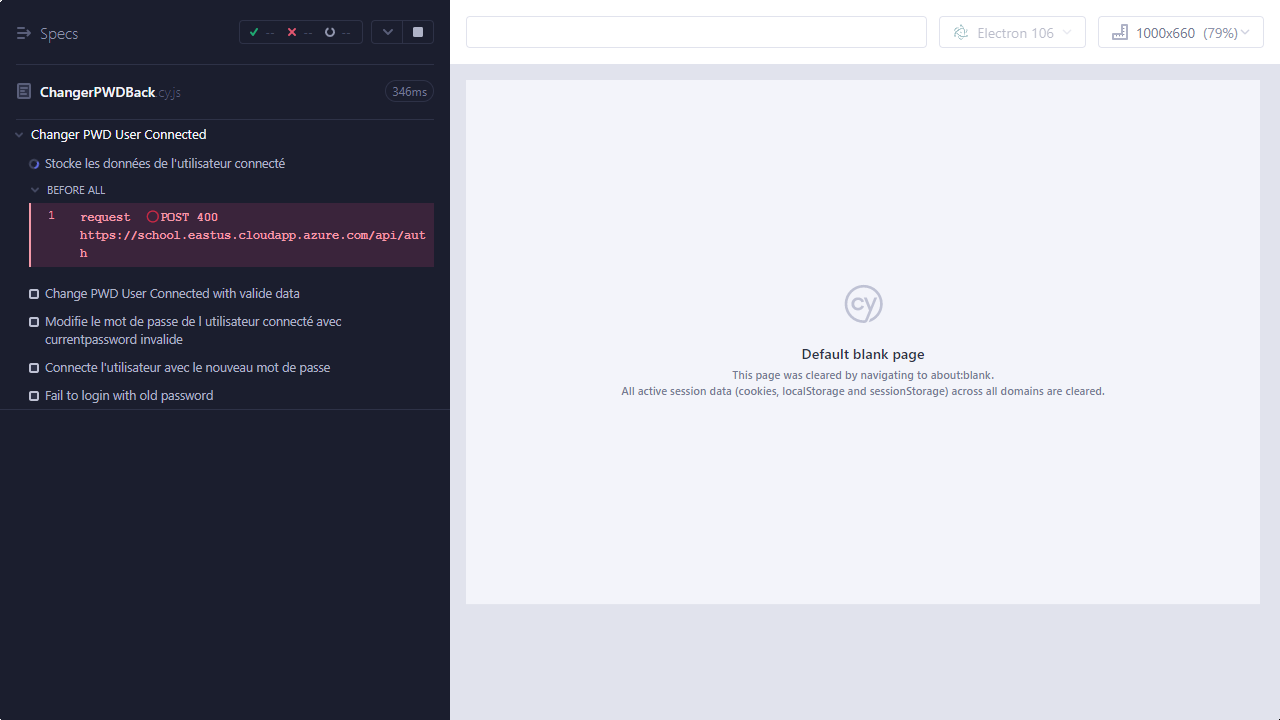 Specs
-- -- --
ChangerPWDBack.cy.js
346ms
Changer PWD User Connected
Stocke les données de l'utilisateur connecté
BEFORE ALL
1 request POST 400
https://school.eastus.cloudapp.azure.com/api/aut
h
Change PWD User Connected with valide data
Modifie le mot de passe de l utilisateur connecté avec
currentpassword invalide
Connecte l'utilisateur avec le nouveau mot de passe
Fail to login with old password
Electron 106
1000x660 (79%)
cy
Default blank page
This page was cleared by navigating to about:blank.
All active session data (cookies, localStorage and sessionStorage) across all domains are cleared.